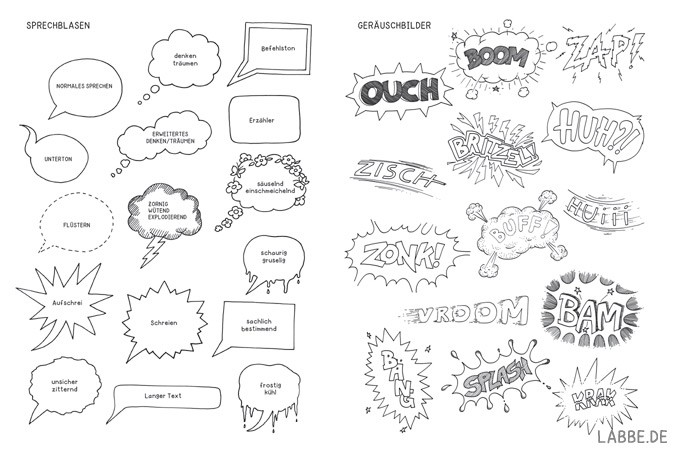 SPRECHBLASEN
NORMALES SPRECHEN
denken
träumen
Befehlston
UNTERTON
ERWEITERTES
DENKEN/TRÄUMEN
Erzähler
FLÜSTERN
ZORNIG
WÜTEND
EXPLODIEREND
säuselnd
einschmeichelnd
schaurig
gruselig
Aufschrei
Schreien
sachlich
bestimmend
unsicher
zitternd
Langer Text
frostig
kühl
GERÄUSCHBILDER
OUCH
BOOM
ZAP!
ZISCH
BRITZEL!
HUH?!
HUIII
ZONK!
BUFF!
VROOM
BAM
BANG
SPLASH
KRAK
LABBE.DE